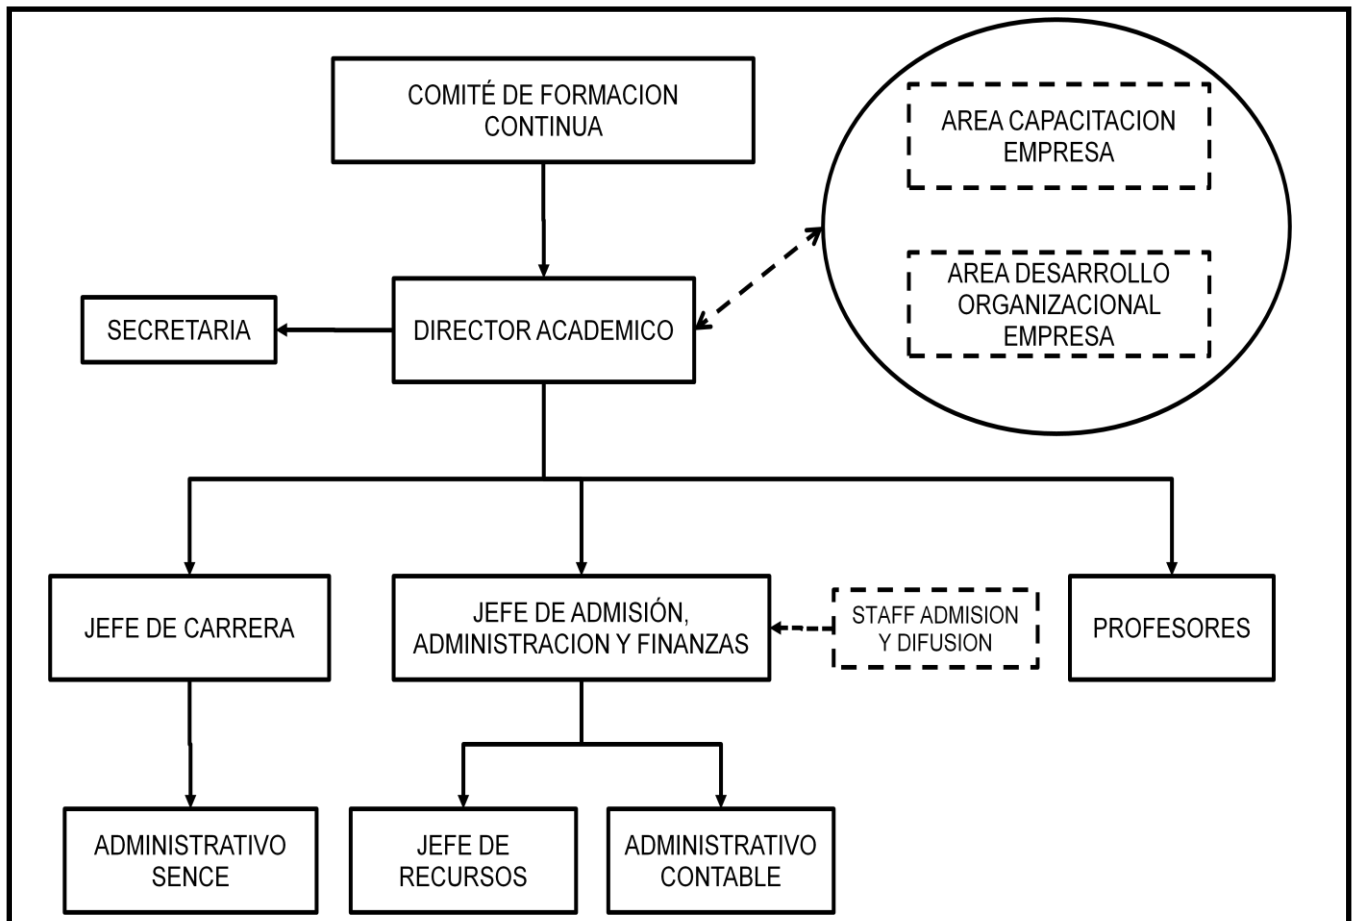 COMITÉ DE FORMACION
CONTINUA
AREA CAPACITACION
EMPRESA
AREA DESARROLLO
ORGANIZACIONAL
EMPRESA
SECRETARIA
DIRECTOR ACADEMICO
JEFE DE CARRERA
JEFE DE ADMISIÓN,
ADMINISTRACION Y FINANZAS
STAFF ADMISION
Y DIFUSION
PROFESORES
ADMINISTRATIVO
SENCE
JEFE DE
RECURSOS
ADMINISTRATIVO
CONTABLE